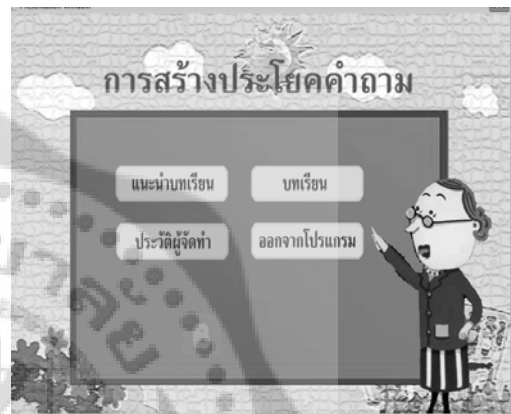 การสร้างประโยคคำถาม
แนะนำบทเรียน
บทเรียน
ประวัติผู้จัดทำ
ออกจากโปรแกรม